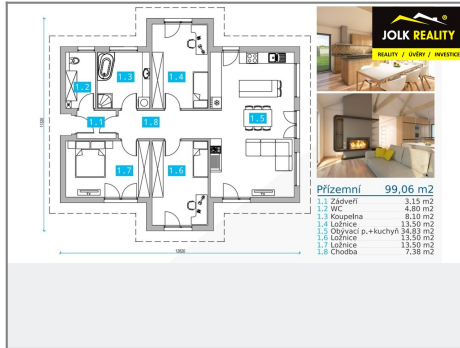 JOLK REALITY
REALITY / ÚVĚRY / INVESTICE
1.2
1.3
1.4
1.1
1.8
1.5
1.7
1.6
TV
TV
Přízemní 99,06 m2
1.1 Zádveří 3,15 m2
1.2 WC 4,80 m2
1.3 Koupelna 8,10 m2
1.4 Ložnice 13,50 m2
1.5 Obývací p.+kuchyň 34,83 m2
1.6 Ložnice 13,50 m2
1.7 Ložnice 13,50 m2
1.8 Chodba 7,38 m2